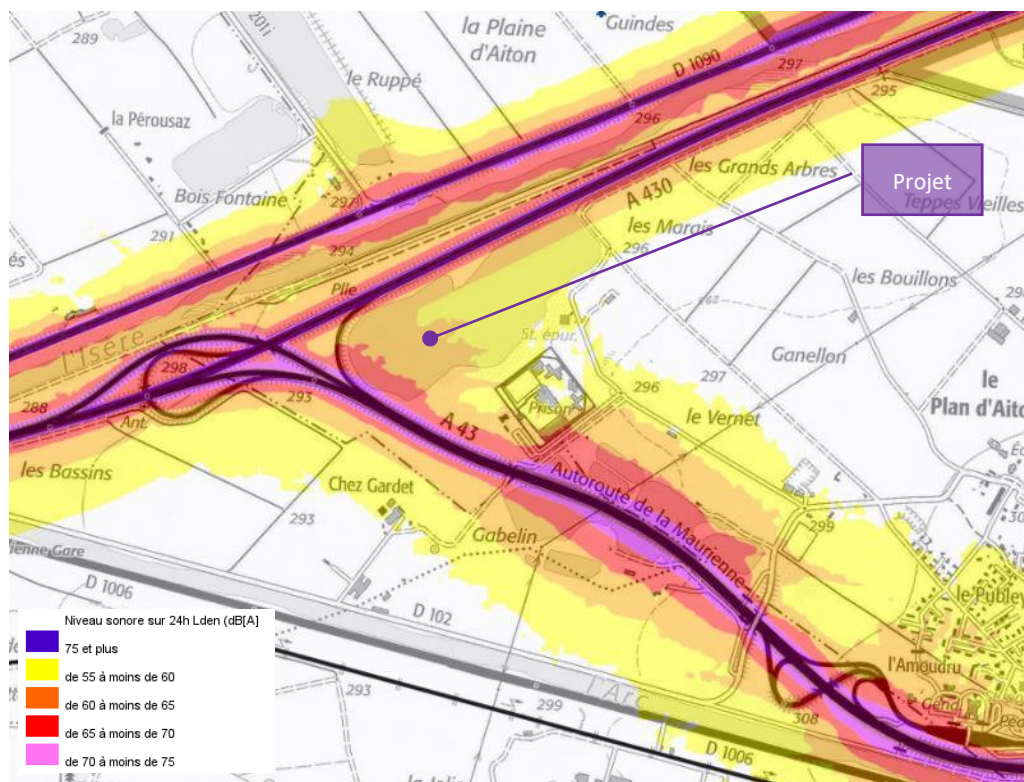 Guindes
la Plaine
d'Aiton
289
201i
le Ruppé
D 1090
297
295
296
la Pérousaz
les Grands Arbres
Projet
A 430
Teppes Vieilles
Bois Fontaine
297
les Marais
291
294
296
les Bouillons
Plle
l'Isère
St. épur.
Ganellon
298
le
Plan d'Aito
296
297
293
288
Ant.
Prison
le Vernet
A 43
les Bassins
Autoroute de la Maurienne
Chez Gardet
299
293
Gabelin
ienne Gare
D 1006
le Publey
D 102
Niveau sonore sur 24h Lden (dB[A]
75 et plus
de 55 à moins de 60
de 60 à moins de 65
de 65 à moins de 70
de 70 à moins de 75
l'Amoudru
293
l'Arc
299
308
Gend.
D 1006